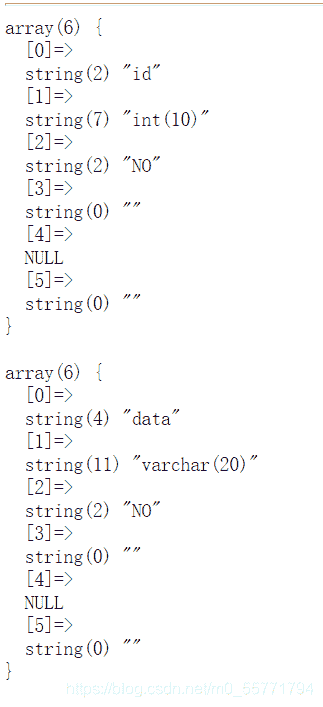 array(6) {
  [0]=>
  string(2) "id"
  [1]=>
  string(7) "int(10)"
  [2]=>
  string(2) "NO"
  [3]=>
  string(0) ""
  [4]=>
  NULL
  [5]=>
  string(0) ""
}
array(6) {
  [0]=>
  string(4) "data"
  [1]=>
  string(11) "varchar(20)"
  [2]=>
  string(2) "NO"
  [3]=>
  string(0) ""
  [4]=>
  NULL
  [5]=>
  string(0) ""
}
https://blog.csdn.net/m0_55771794